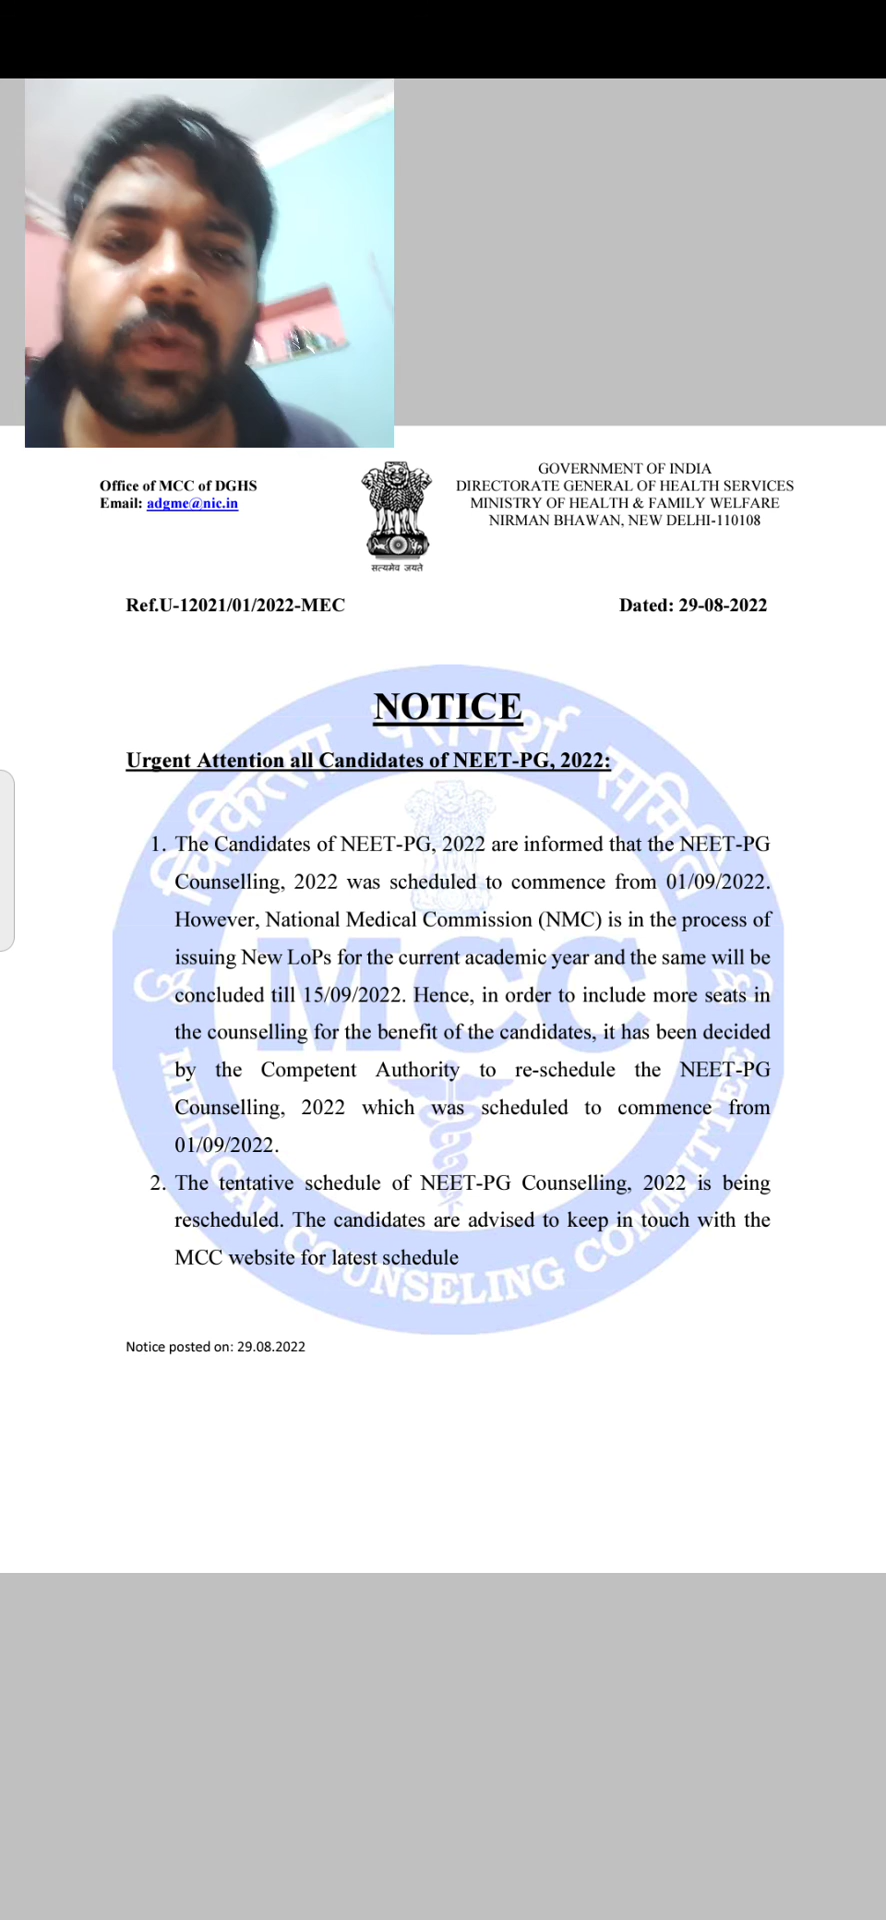 Office of MCC of DGHS
Email: adgme@nic.in
सत्यमेव जयते
GOVERNMENT OF INDIA
DIRECTORATE GENERAL OF HEALTH SERVICES
MINISTRY OF HEALTH & FAMILY WELFARE
NIRMAN BHAWAN, NEW DELHI-110108
Ref.U-12021/01/2022-MEC
Dated: 29-08-2022
NOTICE
Urgent Attention all Candidates of NEET-PG, 2022:
1. The Candidates of NEET-PG, 2022 are informed that the NEET-PG
Counselling, 2022 was scheduled to commence from 01/09/2022.
However, National Medical Commission (NMC) is in the process of
issuing New LoPs for the current academic year and the same will be
concluded till 15/09/2022. Hence, in order to include more seats in
the counselling for the benefit of the candidates, it has been decided
by the Competent Authority to re-schedule the NEET-PG
Counselling, 2022 which was scheduled to commence from
01/09/2022.
2. The tentative schedule of NEET-PG Counselling, 2022 is being
rescheduled. The candidates are advised to keep in touch with the
MCC website for latest schedule
Notice posted on: 29.08.2022
चिकित्सा परामर्श समिति
MCC
MEDICAL COUNSELING COMMITTEE